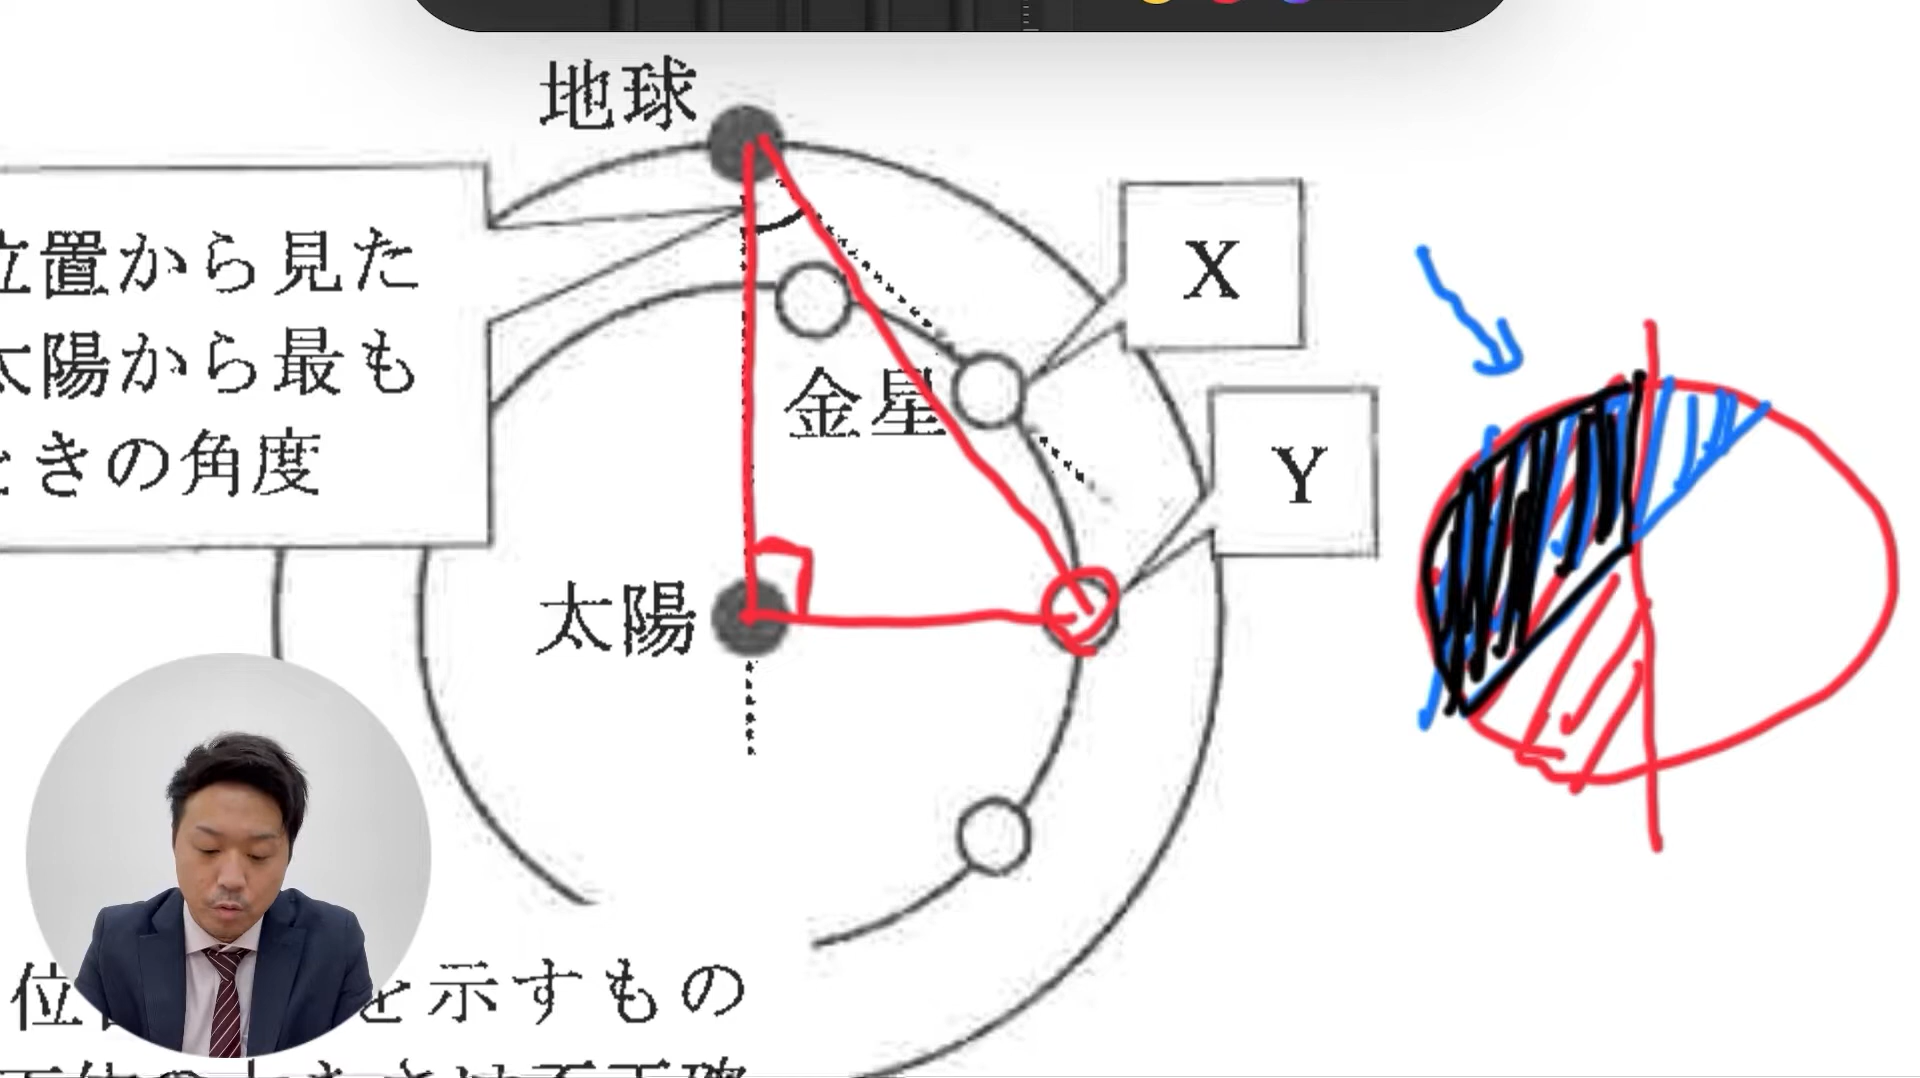 地球
位置から見た
太陽から最も
ときの角度
X
金星
Y
太陽
を示すもの